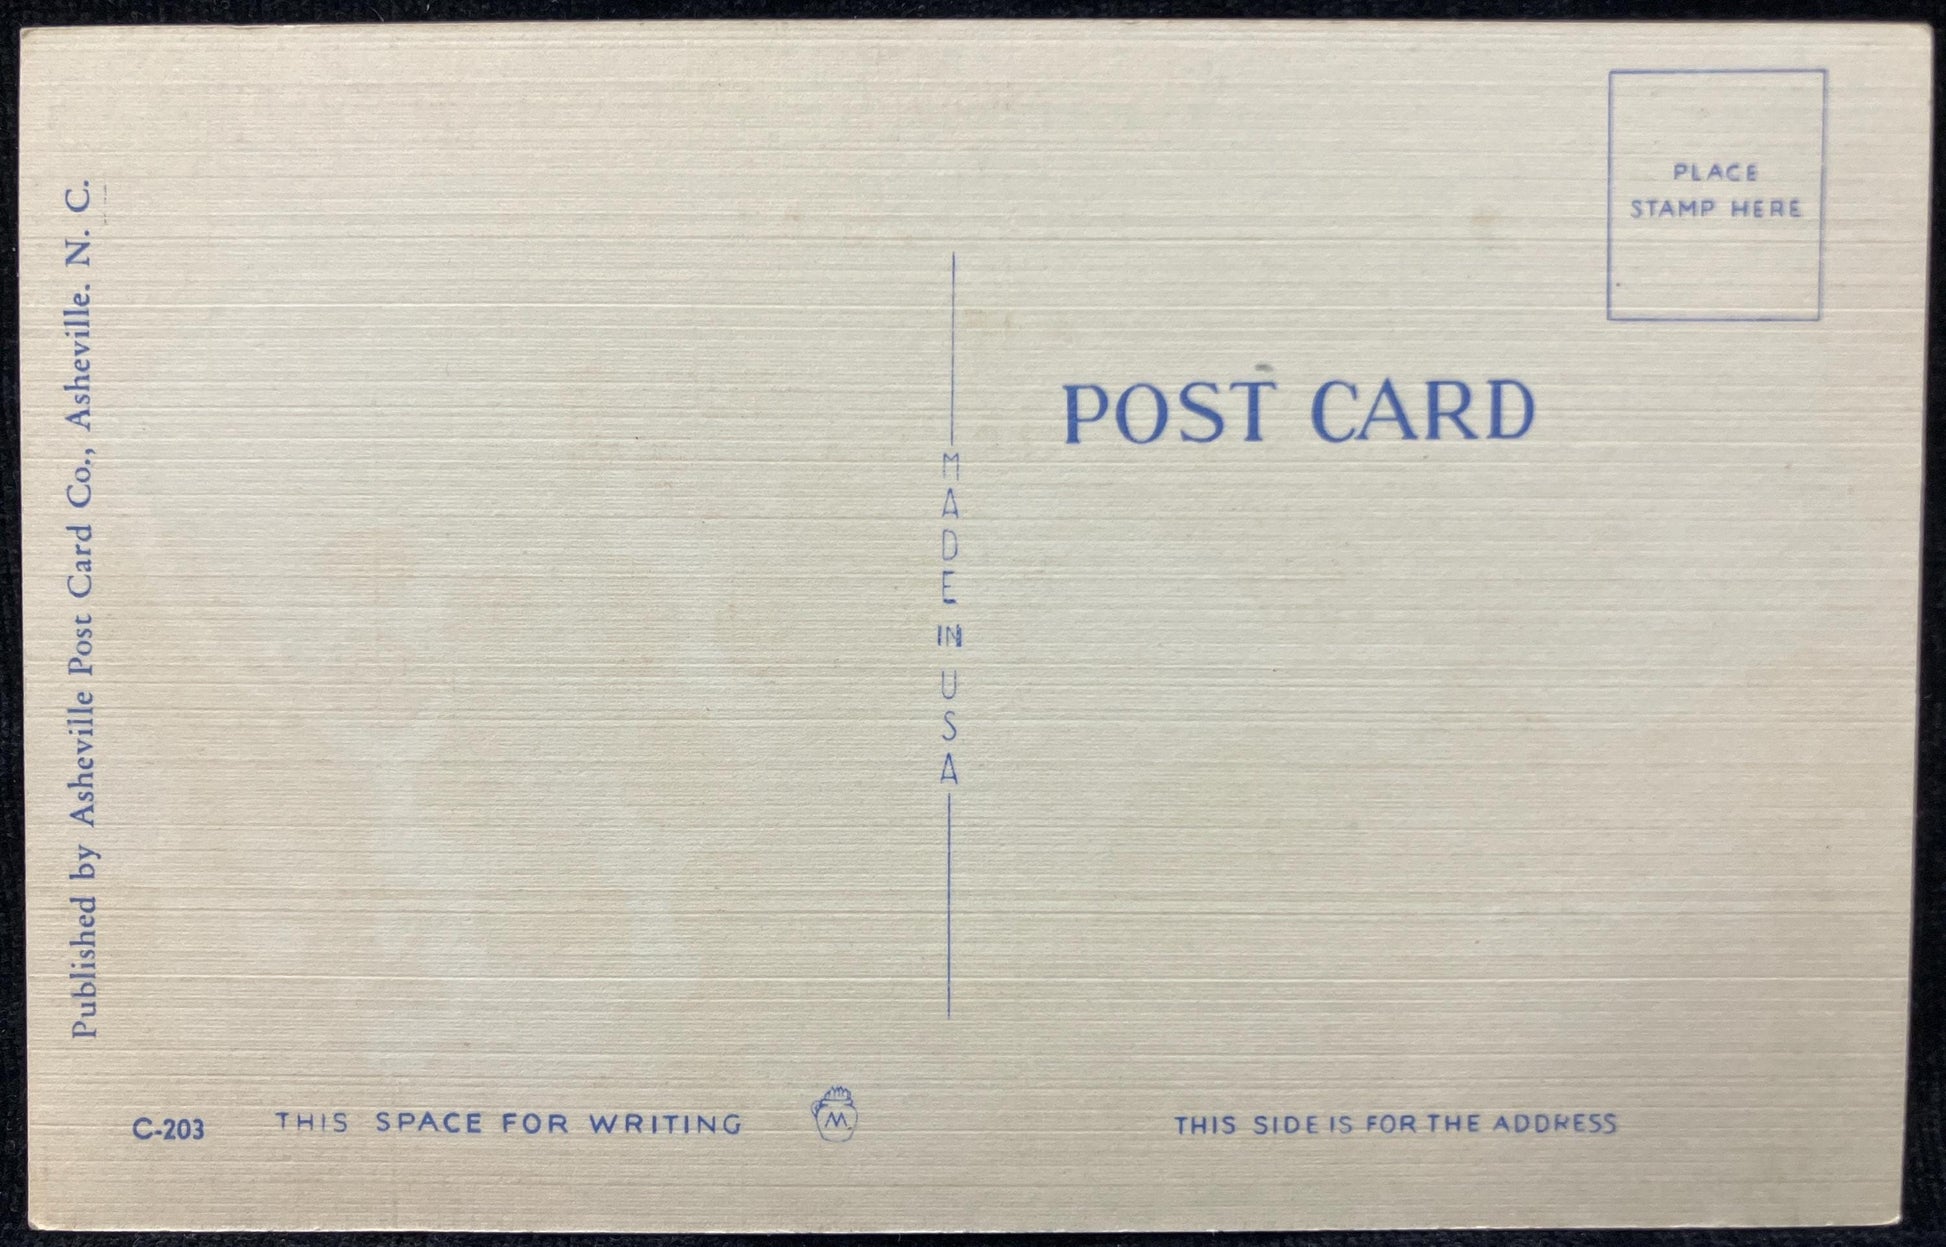 PLACE
STAMP HERE
POST CARD
Published by Asheville Post Card Co., Asheville. N. C.
MADE IN USA
C-203
THIS SPACE FOR WRITING
M
THIS SIDE IS FOR THE ADDRESS